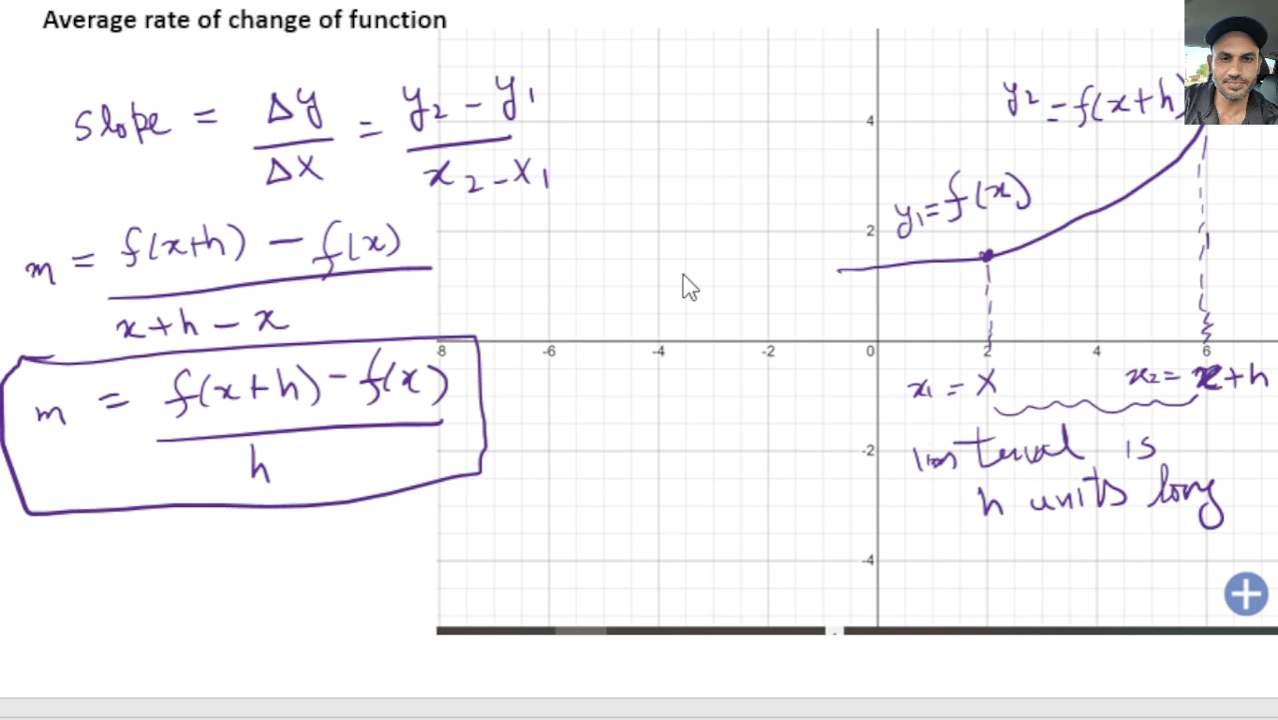 Average rate of change of function
slope = Δy/Δx = y₂ - y₁ / x₂ - x₁
m = f(x+h) - f(x) / x+h - x
m = f(x+h) - f(x) / h
y₂ = f(x+h)
y₁ = f(x)
4
2
-8 -6 -4 -2 0 2 4 6
x₁ = x x₂ = x+h
-2
interval is
h units long
-4